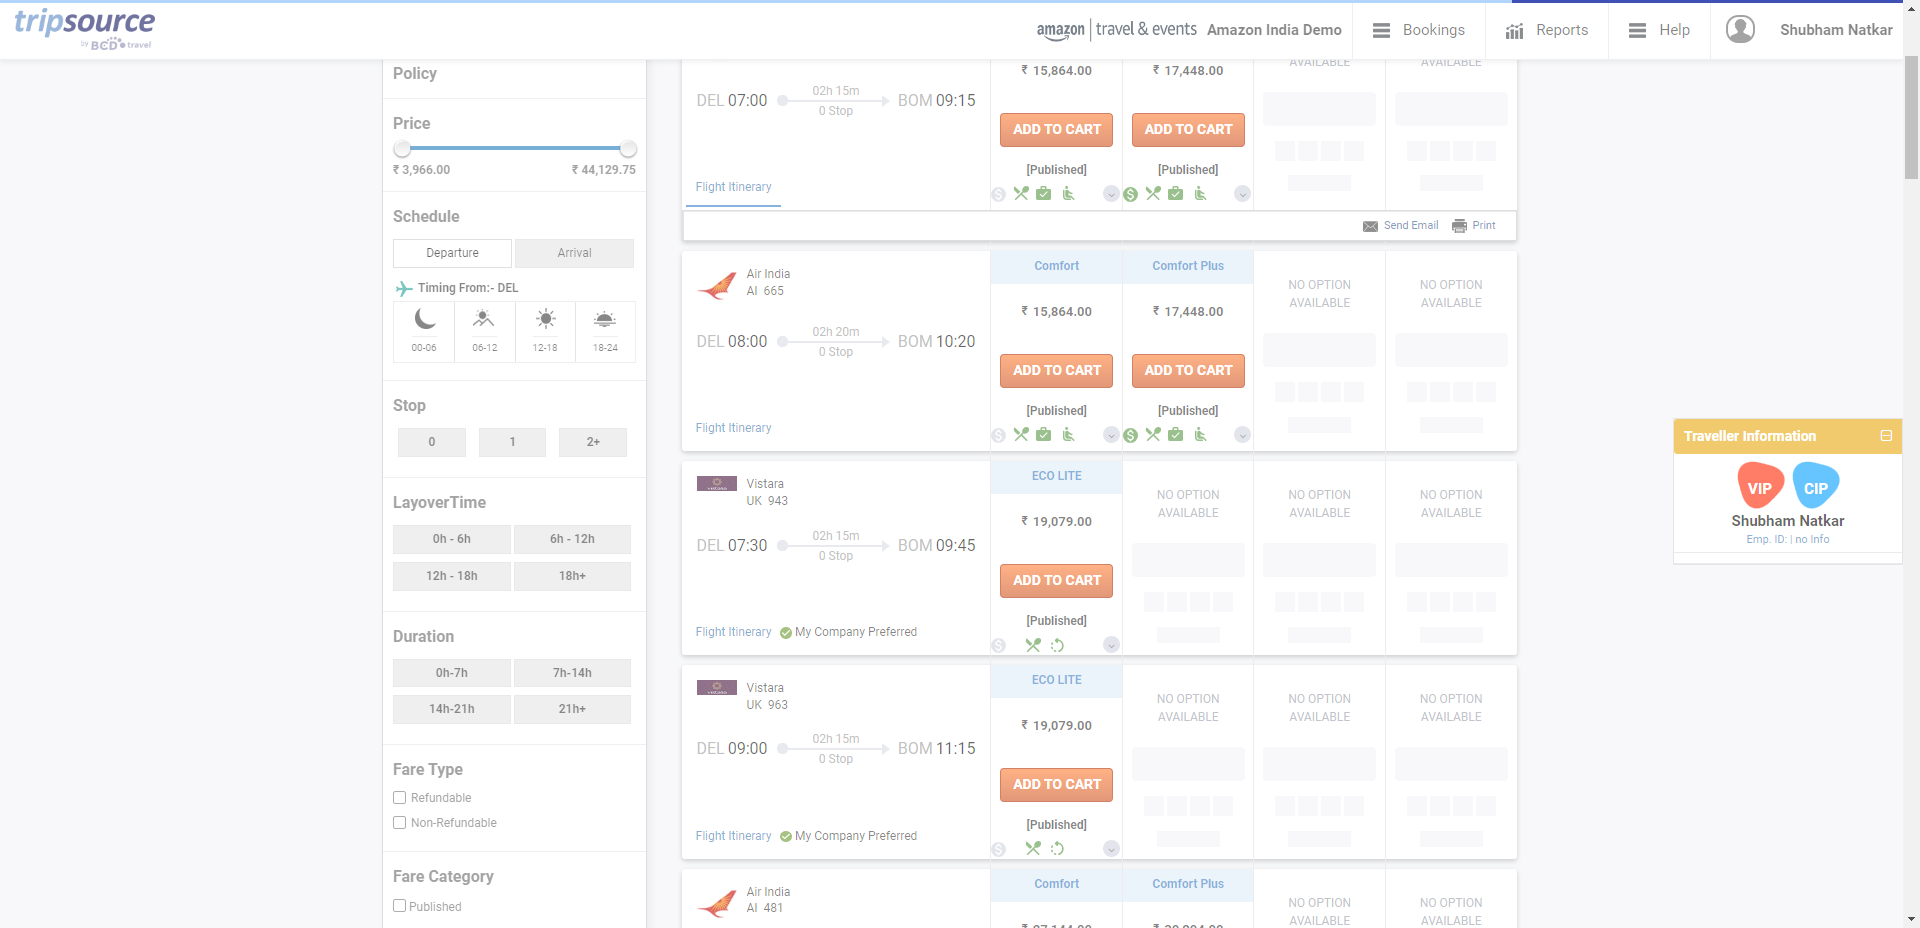 tripsource
by BCD travel
amazon | travel & events Amazon India Demo
Bookings
Reports
Help
Shubham Natkar
Policy
Price
₹ 3,966.00 ₹ 44,129.75
Schedule
Departure Arrival
Timing From:- DEL
00-06 06-12 12-18 18-24
Stop
0 1 2+
LayoverTime
0h - 6h 6h - 12h
12h - 18h 18h+
Duration
0h-7h 7h-14h
14h-21h 21h+
Fare Type
Refundable
Non-Refundable
Fare Category
Published
₹ 15,864.00 ₹ 17,448.00 AVAILABLE AVAILABLE
DEL 07:00 02h 15m BOM 09:15
0 Stop
ADD TO CART ADD TO CART
[Published] [Published]
Flight Itinerary
Send Email Print
Air India
AI 665
Comfort Comfort Plus
NO OPTION AVAILABLE NO OPTION AVAILABLE
₹ 15,864.00 ₹ 17,448.00
DEL 08:00 02h 20m BOM 10:20
0 Stop
ADD TO CART ADD TO CART
[Published] [Published]
Flight Itinerary
Vistara
UK 943
ECO LITE
NO OPTION AVAILABLE NO OPTION AVAILABLE NO OPTION AVAILABLE
₹ 19,079.00
DEL 07:30 02h 15m BOM 09:45
0 Stop
ADD TO CART
[Published]
Flight Itinerary My Company Preferred
Vistara
UK 963
ECO LITE
NO OPTION AVAILABLE NO OPTION AVAILABLE NO OPTION AVAILABLE
₹ 19,079.00
DEL 09:00 02h 15m BOM 11:15
0 Stop
ADD TO CART
[Published]
Flight Itinerary My Company Preferred
Air India
AI 481
Comfort Comfort Plus
NO OPTION AVAILABLE NO OPTION AVAILABLE
Traveller Information
VIP CIP
Shubham Natkar
Emp. ID: | no Info